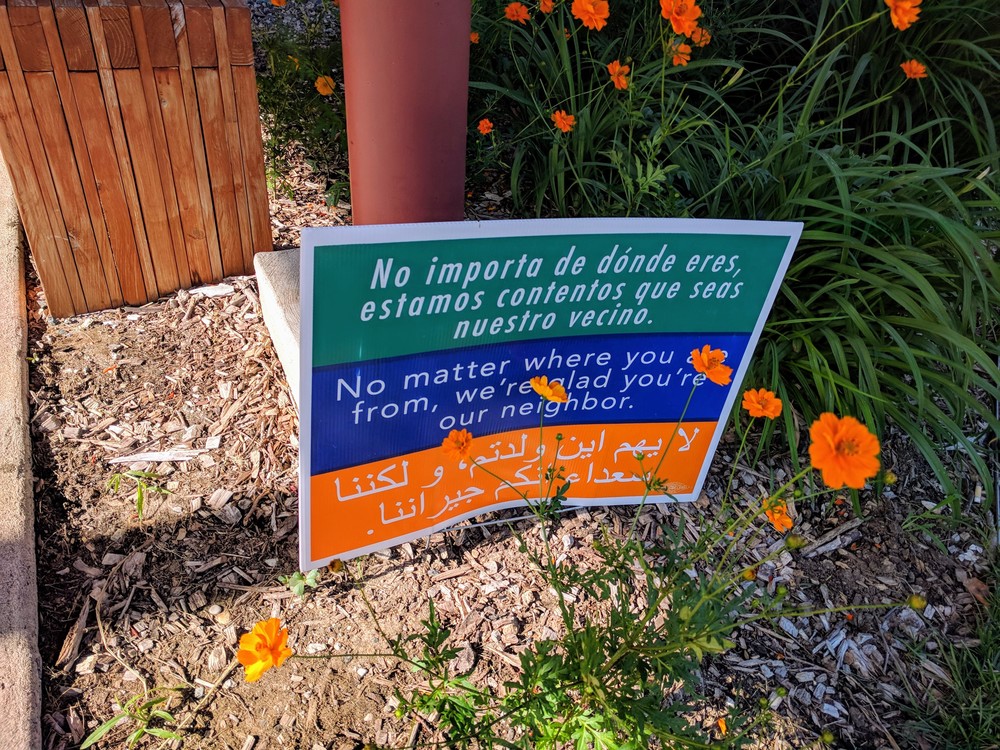 No importa de dónde eres,
estamos contentos que seas
nuestro vecino.
No matter where you
from, we're glad you're
our neighbor.
لا يهم اين ولدتم، و لكننا
جيراننا.